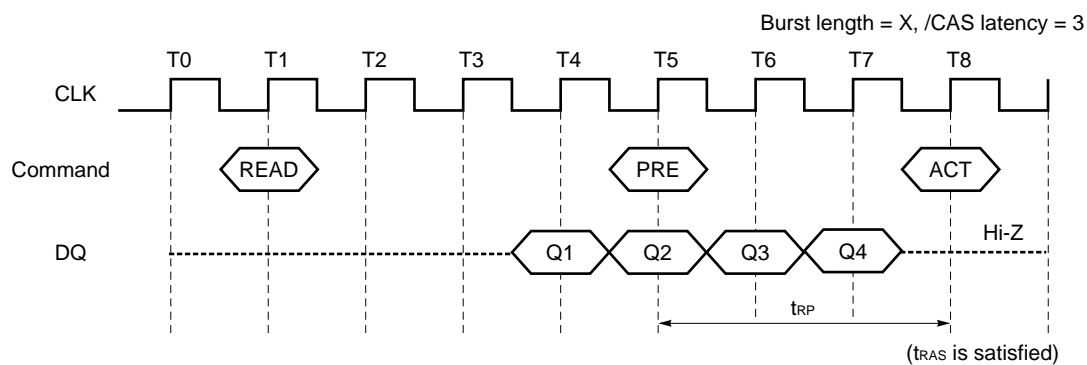 Burst length = X, /CAS latency = 3
T0 T1 T2 T3 T4 T5 T6 T7 T8
CLK
Command READ PRE ACT
DQ Q1 Q2 Q3 Q4 Hi-Z
tRP
(tRAS is satisfied)